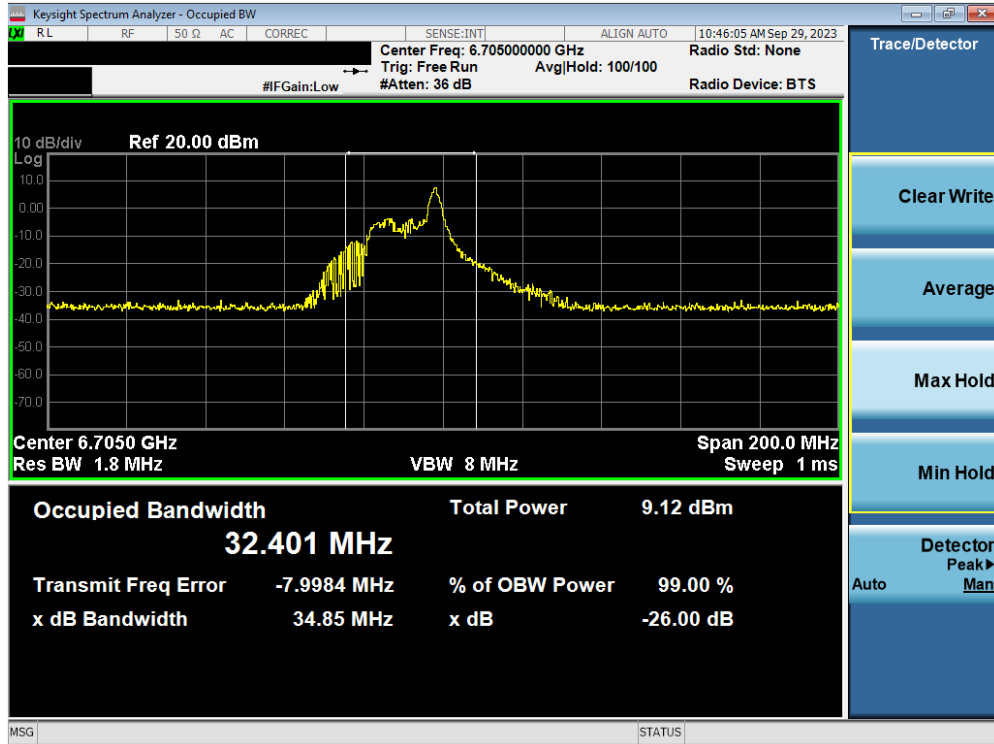 Keysight Spectrum Analyzer - Occupied BW
LXI RL RF 50 Ω AC CORREC SENSE:INT ALIGN AUTO 10:46:05 AM Sep 29, 2023
Center Freq: 6.705000000 GHz Radio Std: None
Trig: Free Run Avg|Hold: 100/100
#IFGain:Low #Atten: 36 dB Radio Device: BTS
10 dB/div Ref 20.00 dBm
Log
10.0
0.00
-10.0
-20.0
-30.0
-40.0
-50.0
-60.0
-70.0
Center 6.7050 GHz Span 200.0 MHz
Res BW 1.8 MHz VBW 8 MHz Sweep 1 ms
Occupied Bandwidth Total Power 9.12 dBm
32.401 MHz
Transmit Freq Error -7.9984 MHz % of OBW Power 99.00 %
x dB Bandwidth 34.85 MHz x dB -26.00 dB
MSG STATUS
Trace/Detector
Clear Write
Average
Max Hold
Min Hold
Detector
Peak▶
Auto Man